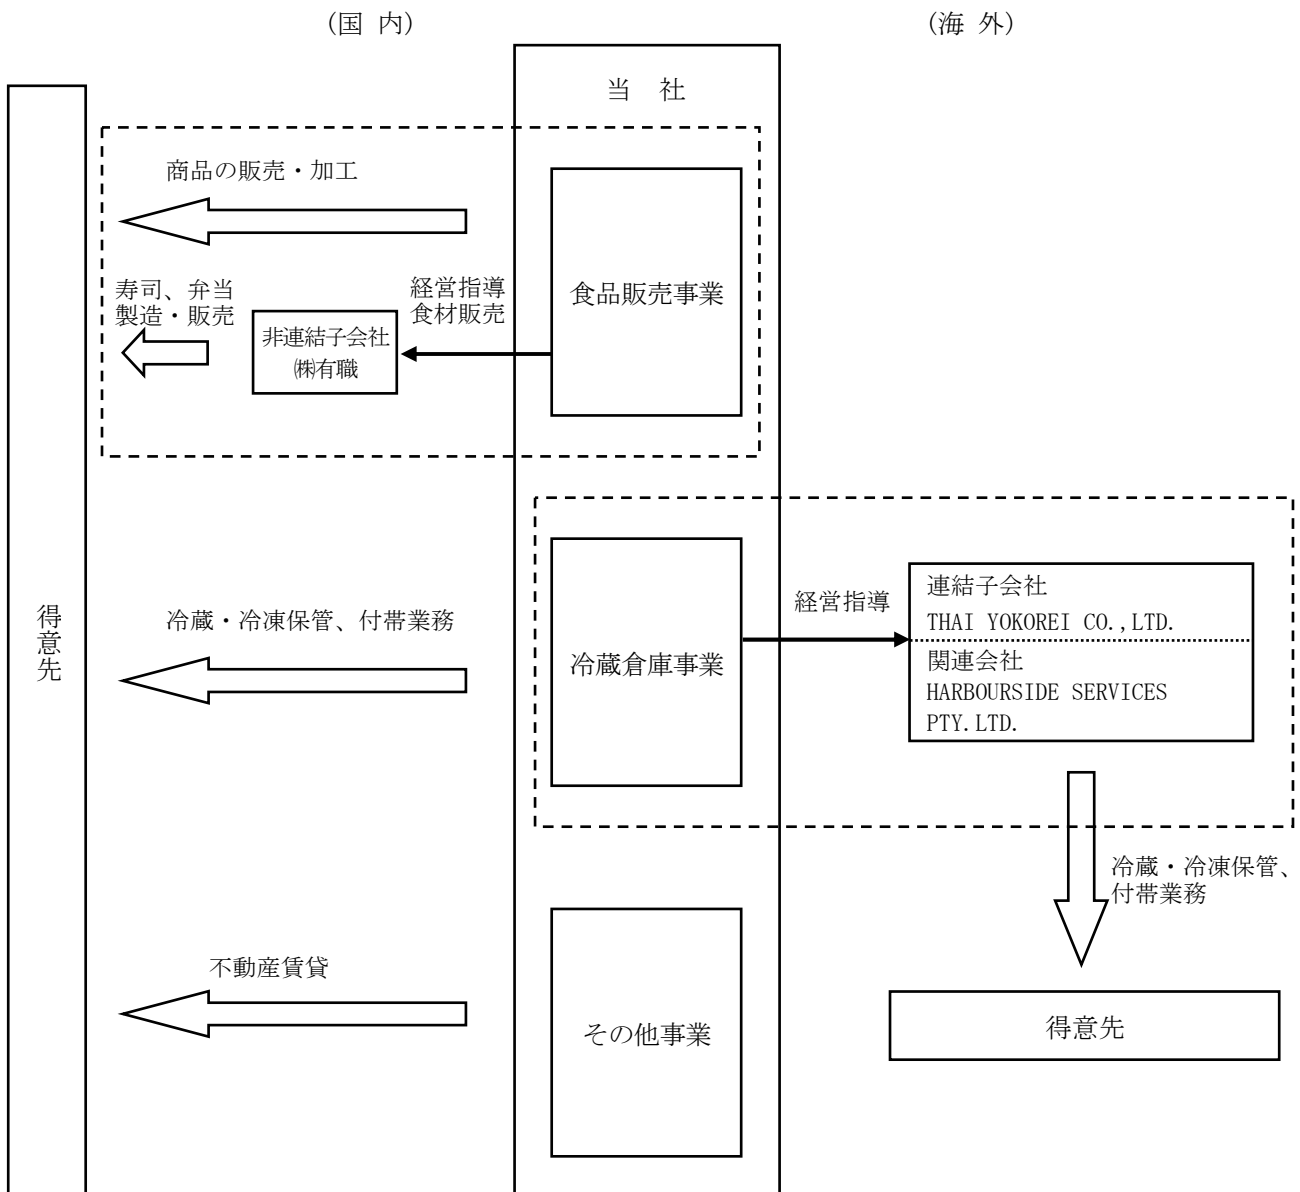 (国 内)
(海 外)
当 社
商品の販売・加工
寿司、弁当
製造・販売
経営指導
食材販売
非連結子会社
㈱有職
食品販売事業
得意先
冷蔵・冷凍保管、付帯業務
冷蔵倉庫事業
経営指導
連結子会社
THAI YOKOREI CO.,LTD.
関連会社
HARBOURSIDE SERVICES
PTY.LTD.
冷蔵・冷凍保管、
付帯業務
不動産賃貸
その他事業
得意先